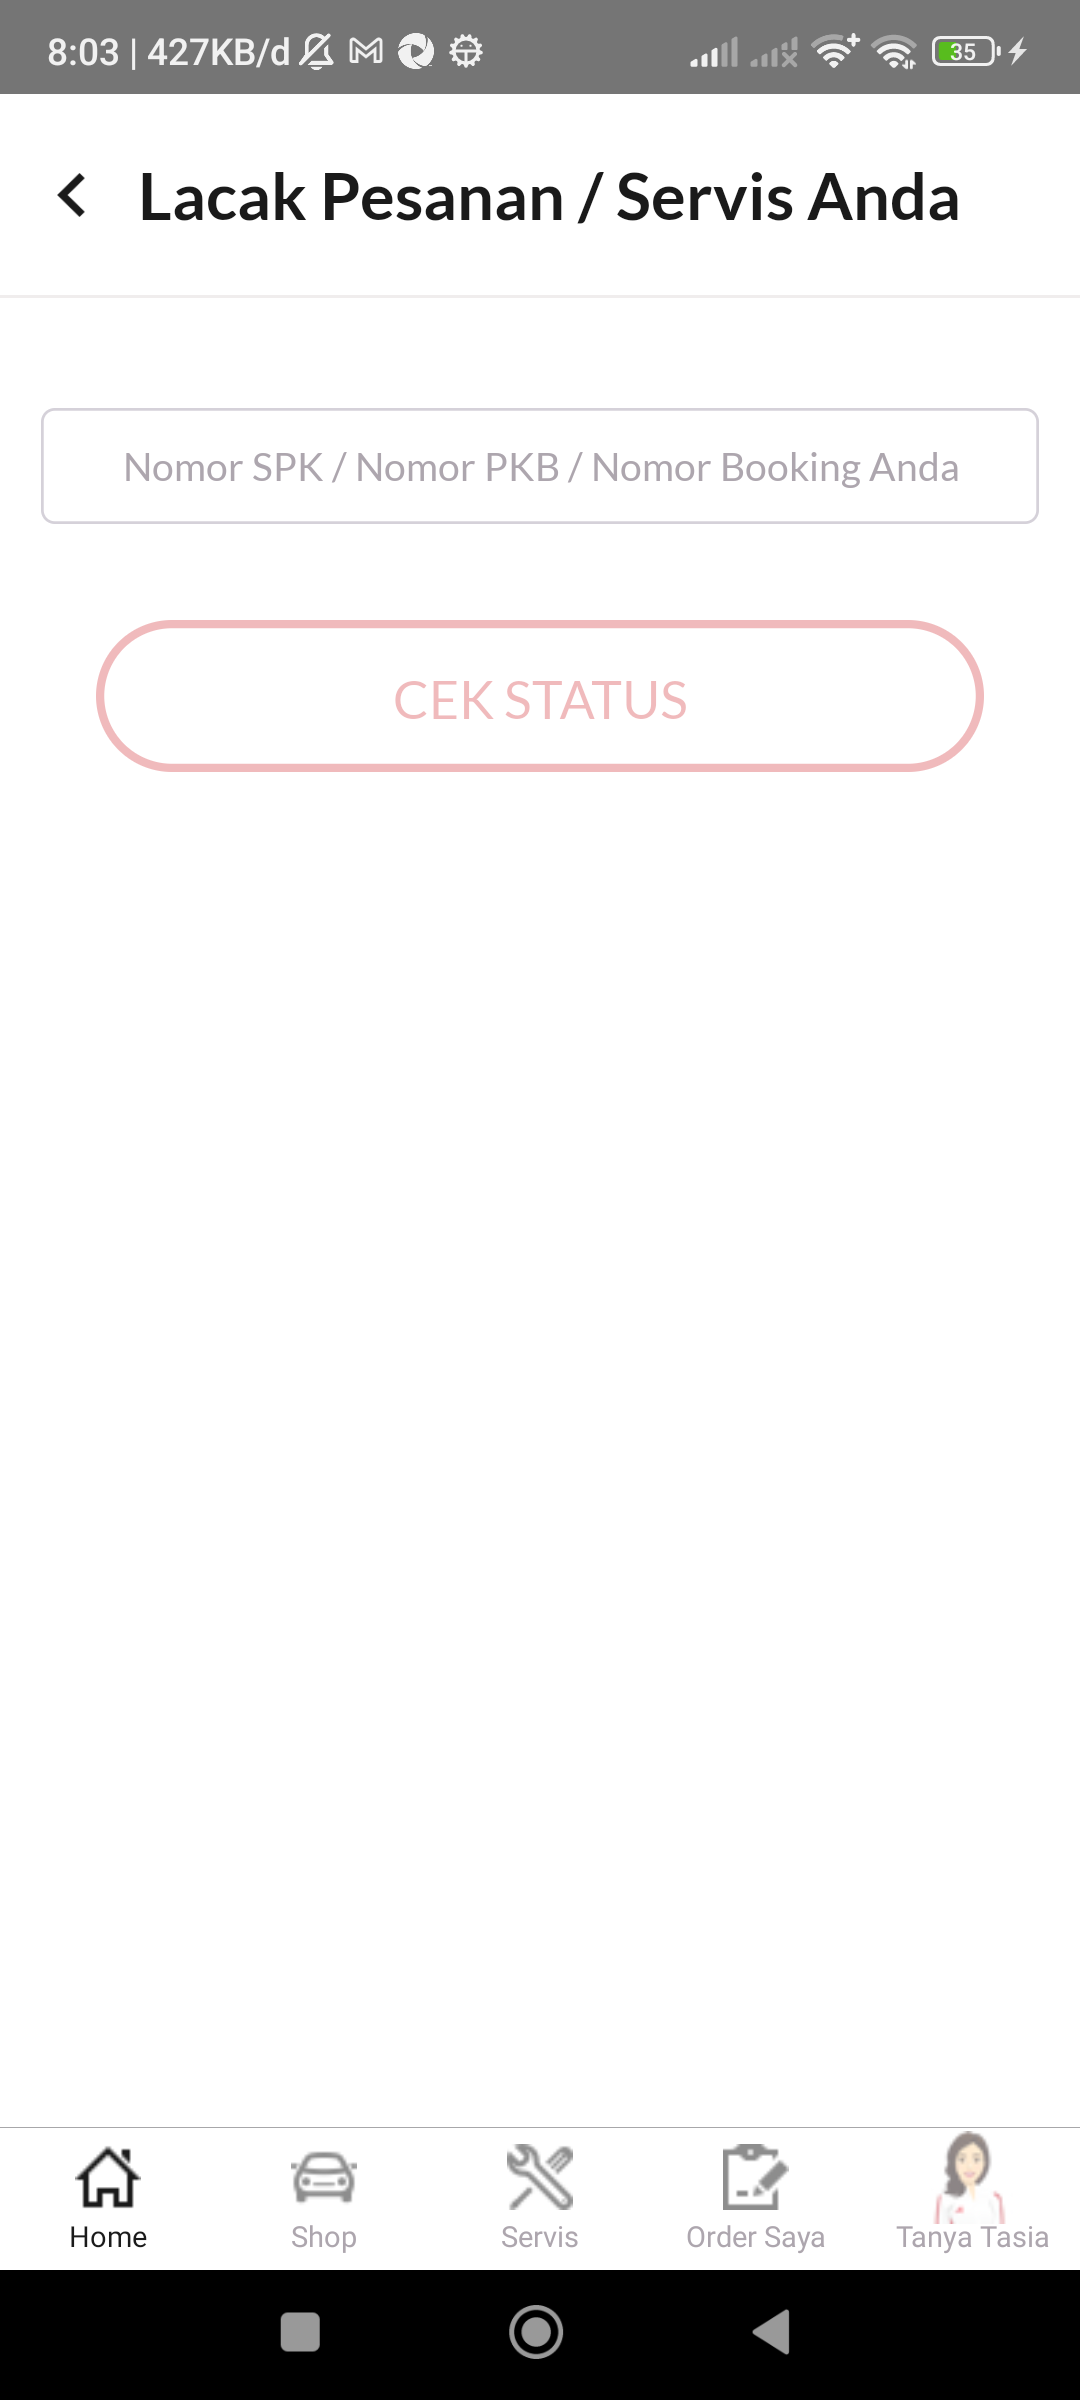 8:03 | 427KB/d 35
Lacak Pesanan / Servis Anda
Nomor SPK / Nomor PKB / Nomor Booking Anda
CEK STATUS
Home Shop Servis Order Saya Tanya Tasia